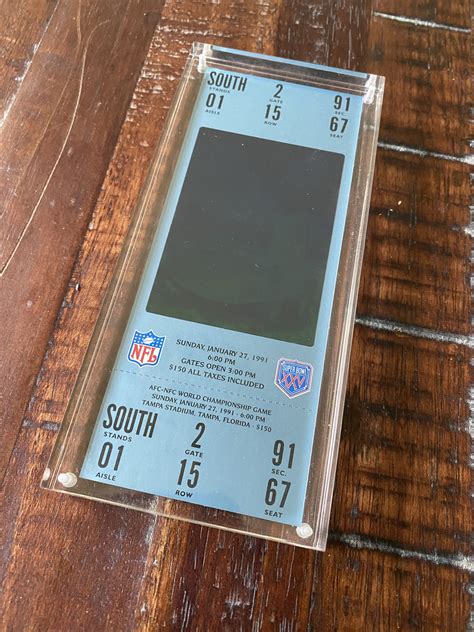 SOUTH 2 91
STANDS GATE SEC.
01 15 67
AISLE ROW SEAT
SUNDAY, JANUARY 27, 1991
6:00 PM
GATES OPEN 3:00 PM
$150 ALL TAXES INCLUDED
NFL
SUPER BOWL
XXV
AFC-NFC WORLD CHAMPIONSHIP GAME
SUNDAY, JANUARY 27, 1991 - 6:00 PM
TAMPA STADIUM, TAMPA, FLORIDA - $150
SOUTH 2 91
STANDS GATE SEC.
01 15 67
AISLE ROW SEAT